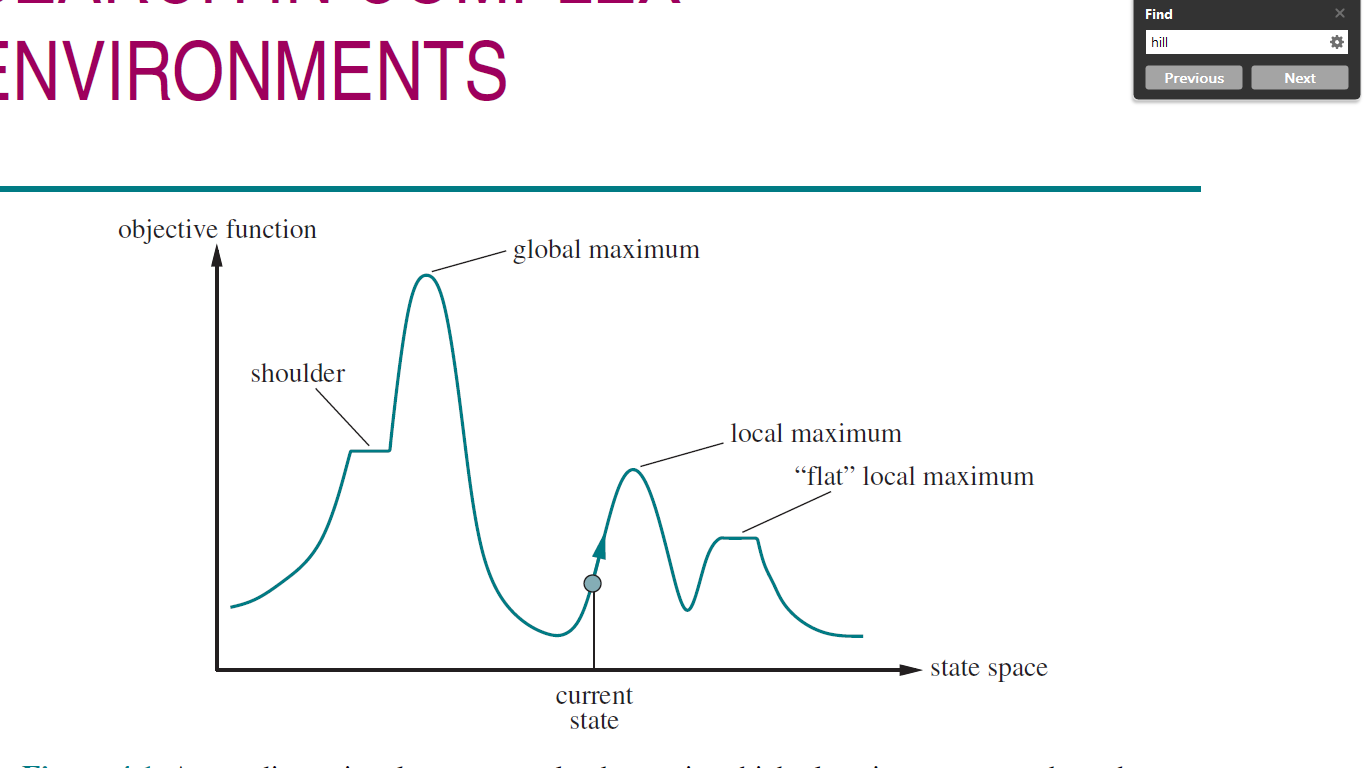 ENVIRONMENTS
Find
hill
Previous Next
objective function
global maximum
shoulder
local maximum
“flat” local maximum
state space
current
state